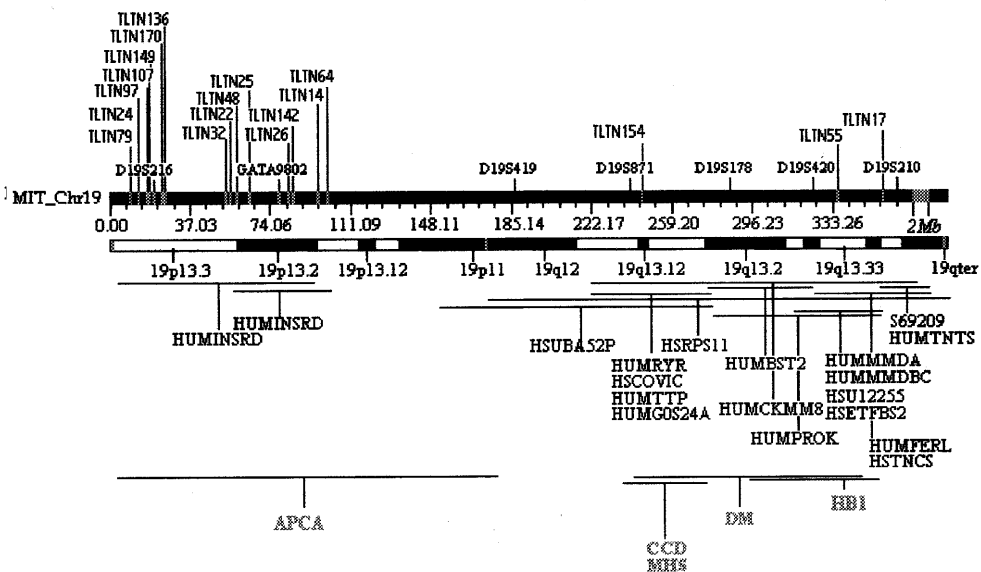 TLTN136
TLTN170
TLTN149
TLTN107
TLTN97
TLTN24
TLTN79
TLTN25
TLTN48
TLTN22
TLTN32
TLTN64
TLTN14
TLTN142
TLTN26
TLTN154
TLTN17
TLTN55
D19S216 GATA9802 D19S419 D19S871 D19S178 D19S420 D19S210
MIT_Chr19
0.00 37.03 74.06 111.09 148.11 185.14 222.17 259.20 296.23 333.26 2Mb
19p13.3 19p13.2 19p13.12 19p11 19q12 19q13.12 19q13.2 19q13.33 19qter
HUMINSRD
HUMINSRD
HSUBA52P
HSRPS11
HUMRYR
HSCOVIC
HUMTTP
HUMG0S24A
HUMBST2
HUMCKMM8
HUMPROK
S69209
HUMTNTS
HUMMMDA
HUMMMDBC
HSU12255
HSETFBS2
HUMFERL
HSTNCS
APCA
CCD
MHS
DM
HB1